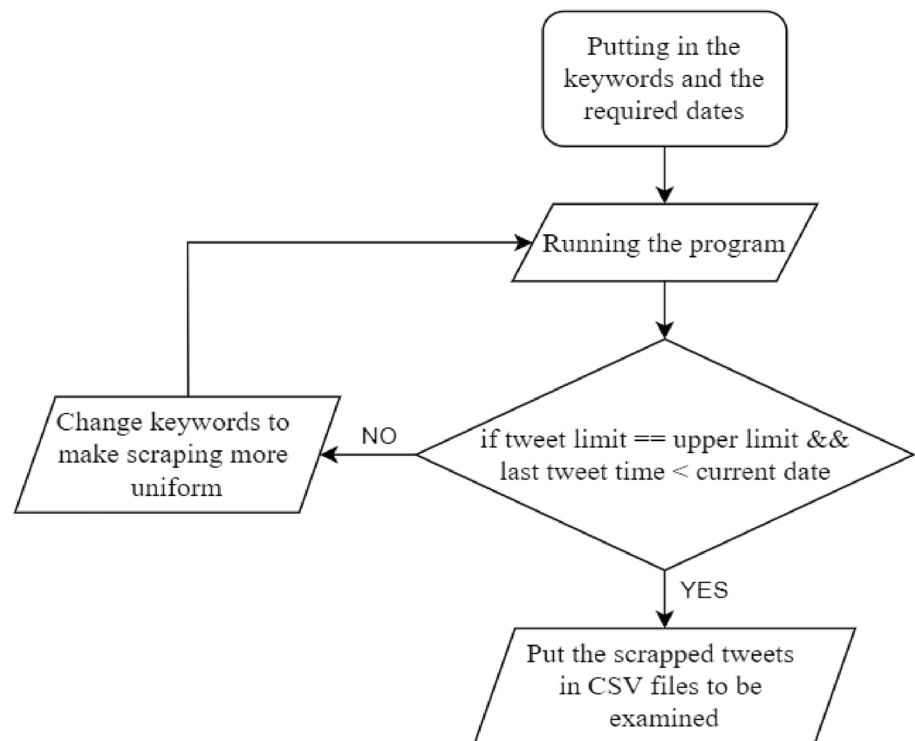 Putting in the
keywords and the
required dates
Running the program
if tweet limit == upper limit &&
last tweet time < current date
NO
Change keywords to
make scraping more
uniform
YES
Put the scrapped tweets
in CSV files to be
examined